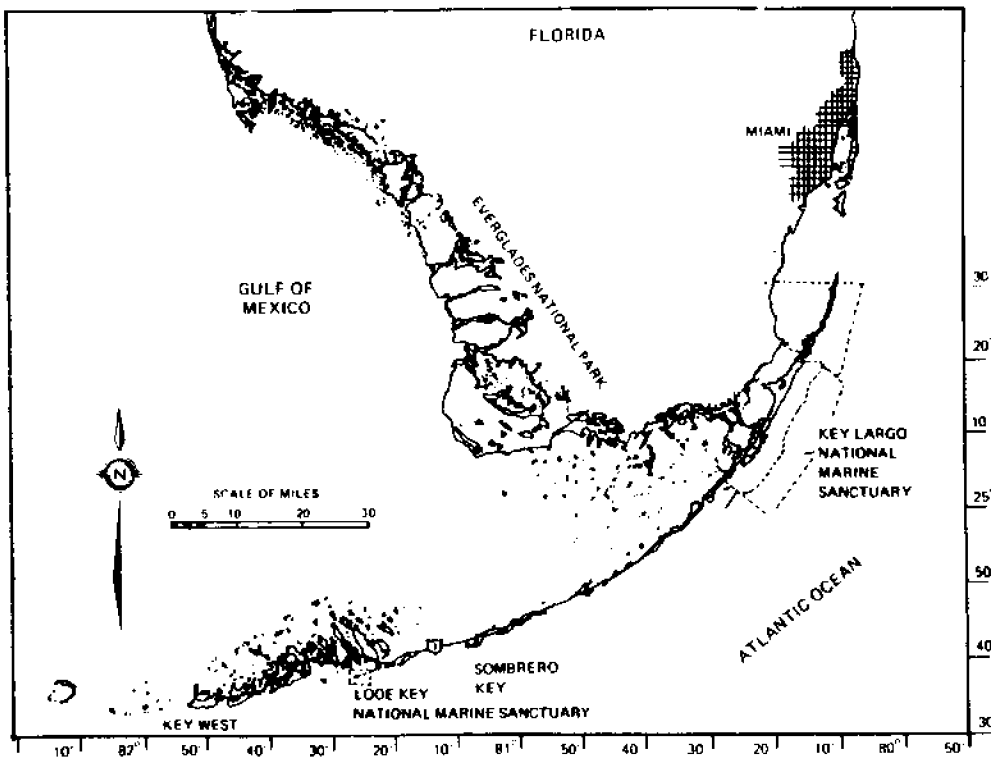 FLORIDA
MIAMI
EVERGLADES NATIONAL PARK
GULF OF
MEXICO
30'
20'
10'
KEY LARGO
NATIONAL
MARINE
SANCTUARY
25°
N
SCALE OF MILES
0 5 10 20 30
50'
ATLANTIC OCEAN
1
40'
SOMBRERO
KEY
LOOE KEY
NATIONAL MARINE SANCTUARY
KEY WEST
30'
10' 82° 50' 40' 30' 20' 10' 81° 50' 40 30 20 10' 80° 50'